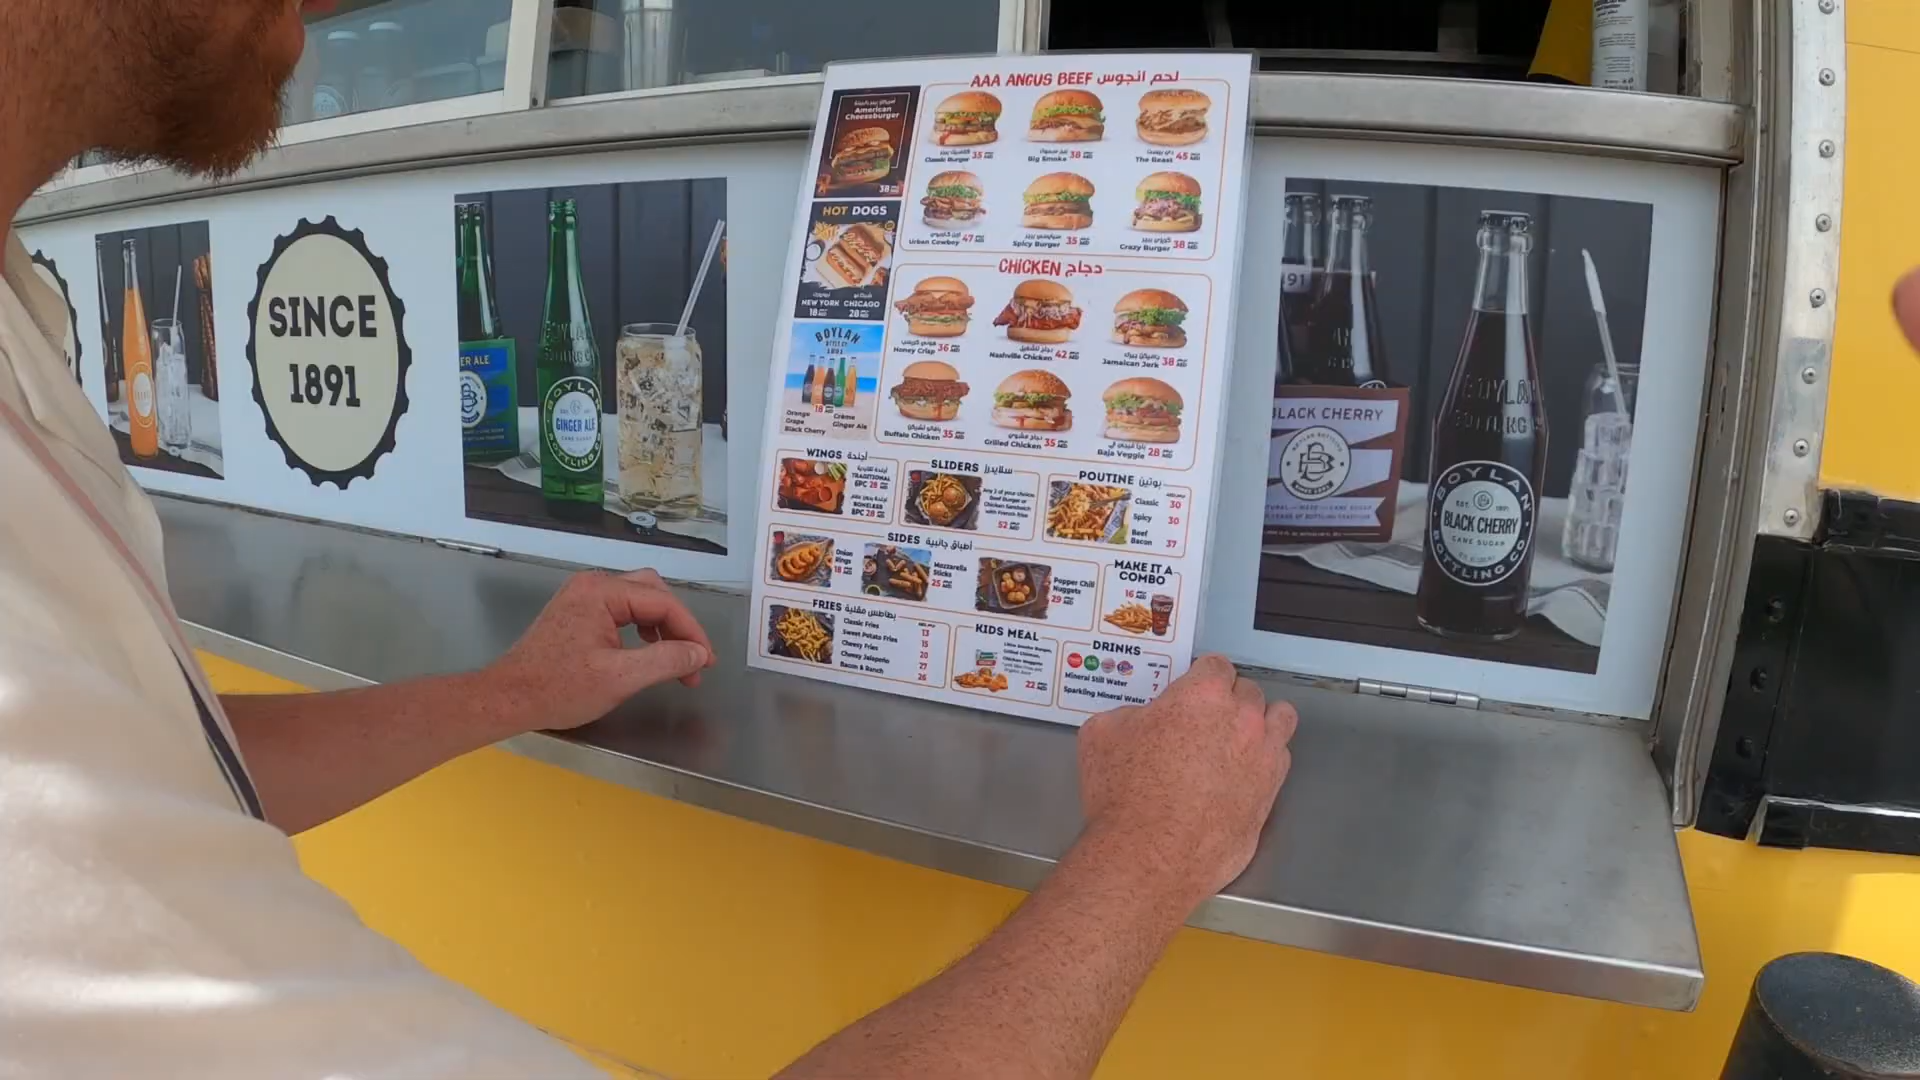 SINCE
1891
ER ALE
BOYLAN
BOTTLING CO
BOYLAN
GINGER ALE
CANE SUGAR
BOTTLING
AAA ANGUS BEEF لحم انجوس
American
Cheeseburger
38
Classic Burger 35
Big Smoke 38
The Beast 45
Urban Cowboy 47
Spicy Burger 35
Crazy Burger 38
HOT DOGS
NEW YORK CHICAGO
18 28
CHICKEN دجاج
Honey Crisp 36
Nashville Chicken 42
Jamaican Jerk 38
Buffalo Chicken 35
Grilled Chicken 35
Baja Veggie 28
BOYLAN
18
Orange
Grape
Black Cherry
Crème
Ginger Ale
WINGS أجنحة
TRADITIONAL
6PC 28
BONELESS
8PC 28
SLIDERS سلايدرز
Any 2 of your choice
Beef Burger or
Chicken Sandwich
with French fries
52
POUTINE بوتين
Classic 30
Spicy 30
Beef
Bacon 37
SIDES أطباق جانبية
Onion
Rings
18
Mozzarella
Sticks
25
Popper Chili
Nuggets
29
MAKE IT A
COMBO
16
FRIES بطاطس مقلية
Classic Fries 13
Sweet Potato Fries 15
Cheesy Fries 20
Cheesy Jalapeño 27
Bacon & Ranch 26
KIDS MEAL
22
DRINKS
7
Mineral Still Water 7
Sparkling Mineral Water
91
BLACK CHERRY
BOYLAN
BOTTLING
BOYLAN
BLACK CHERRY
CANE SUGAR
BOTTLING CO